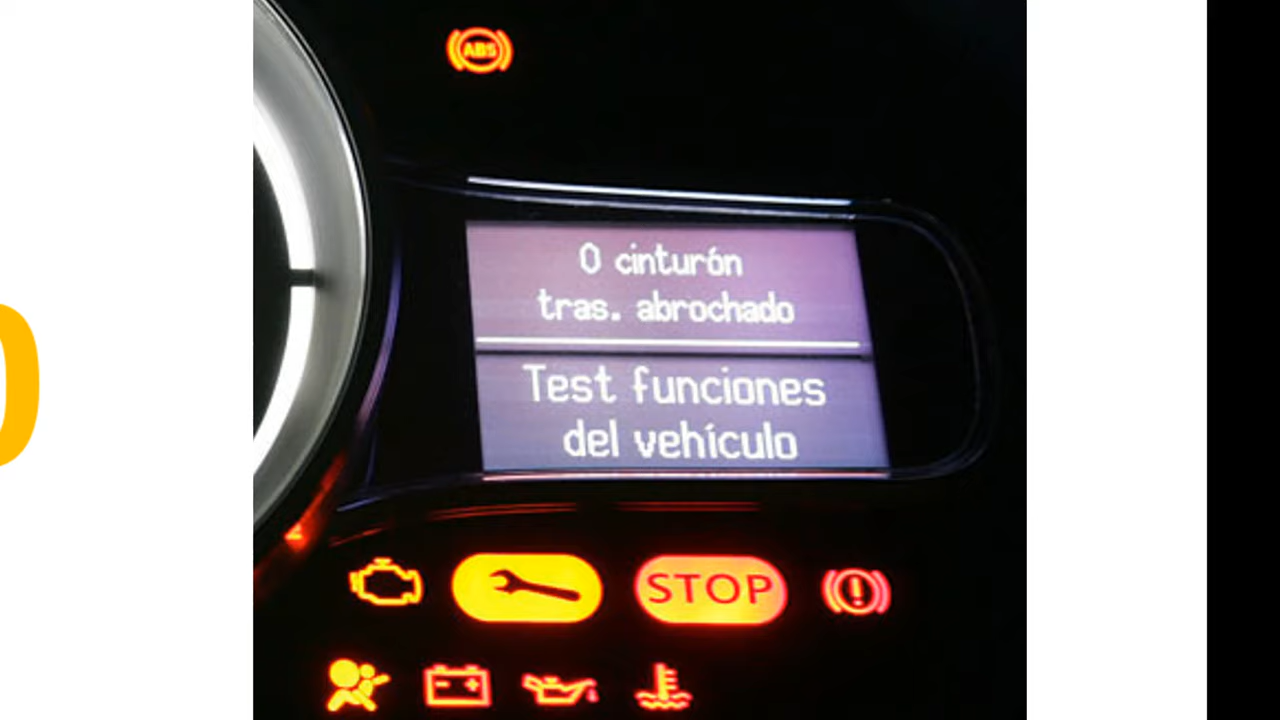 ABS
0 cinturón
tras. abrochado
Test funciones
del vehículo
STOP